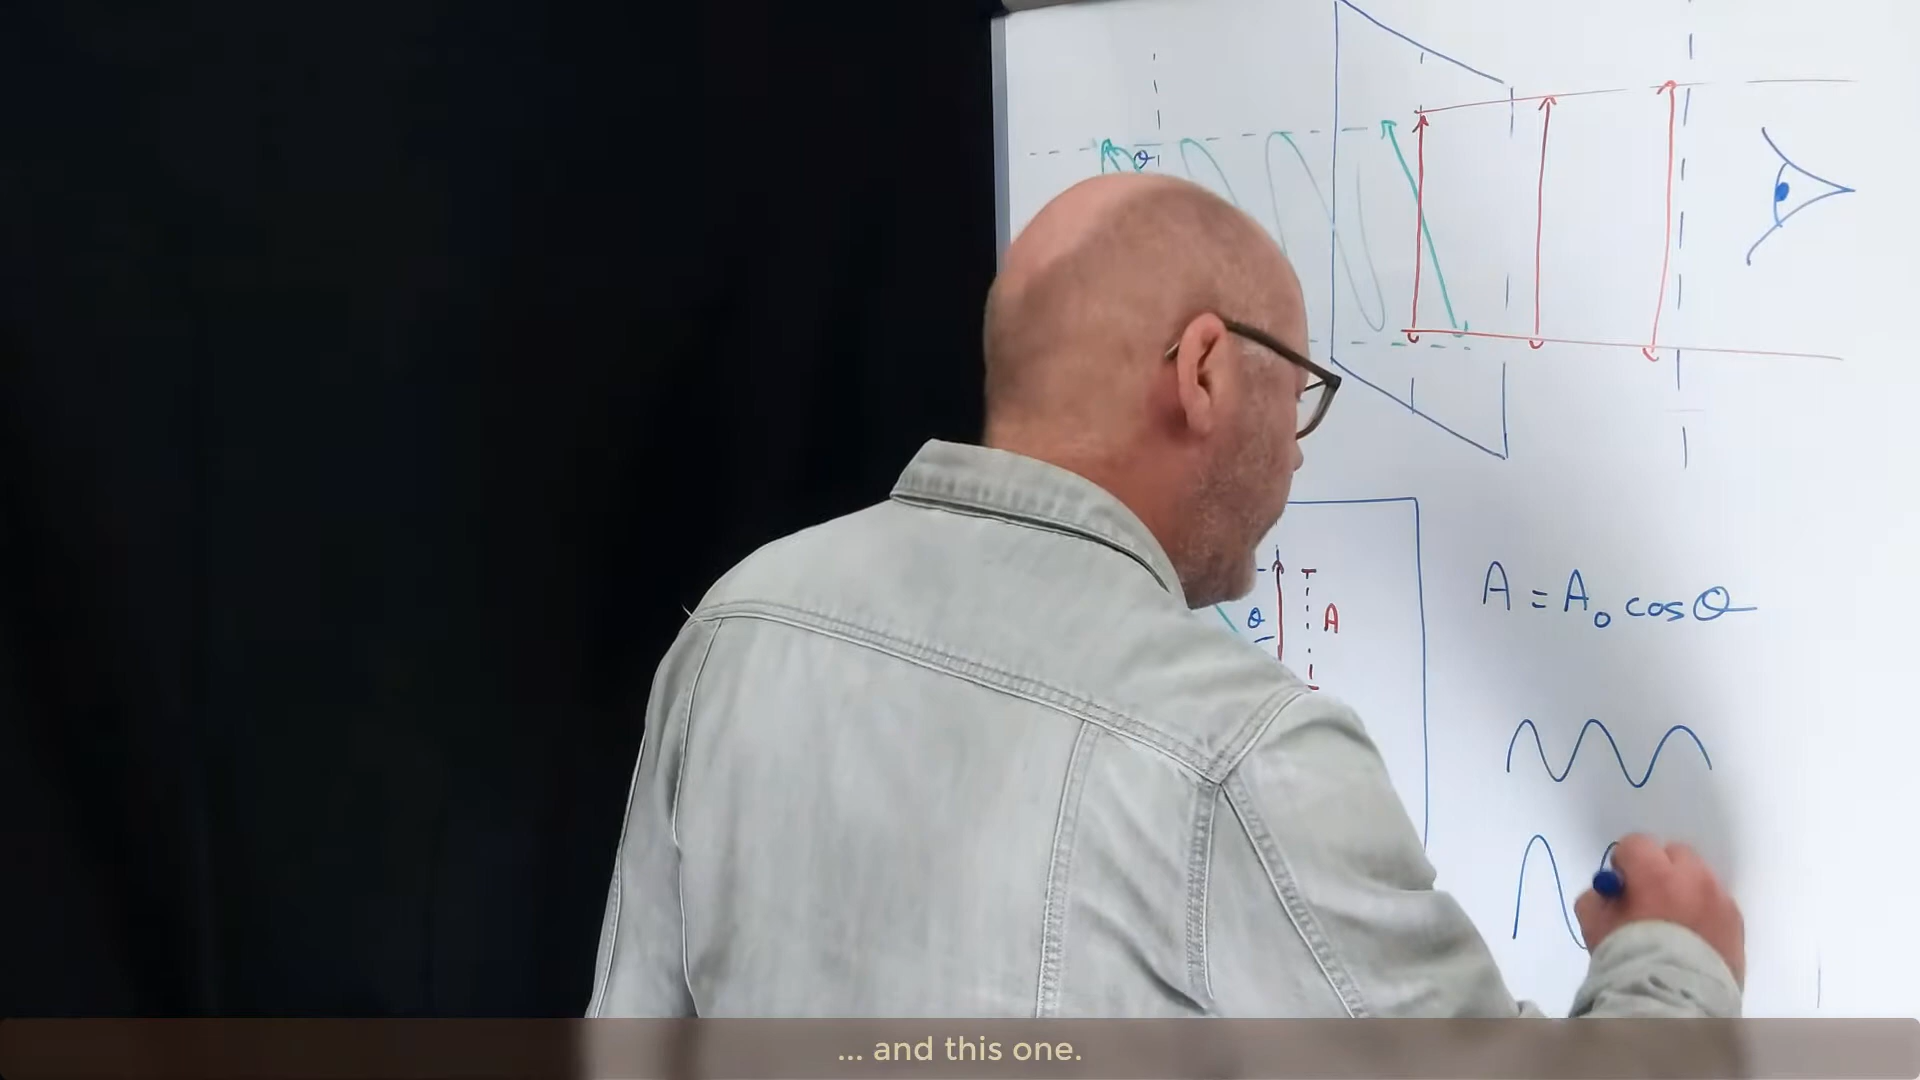 θ
θ
A
A = A₀ cos θ
... and this one.